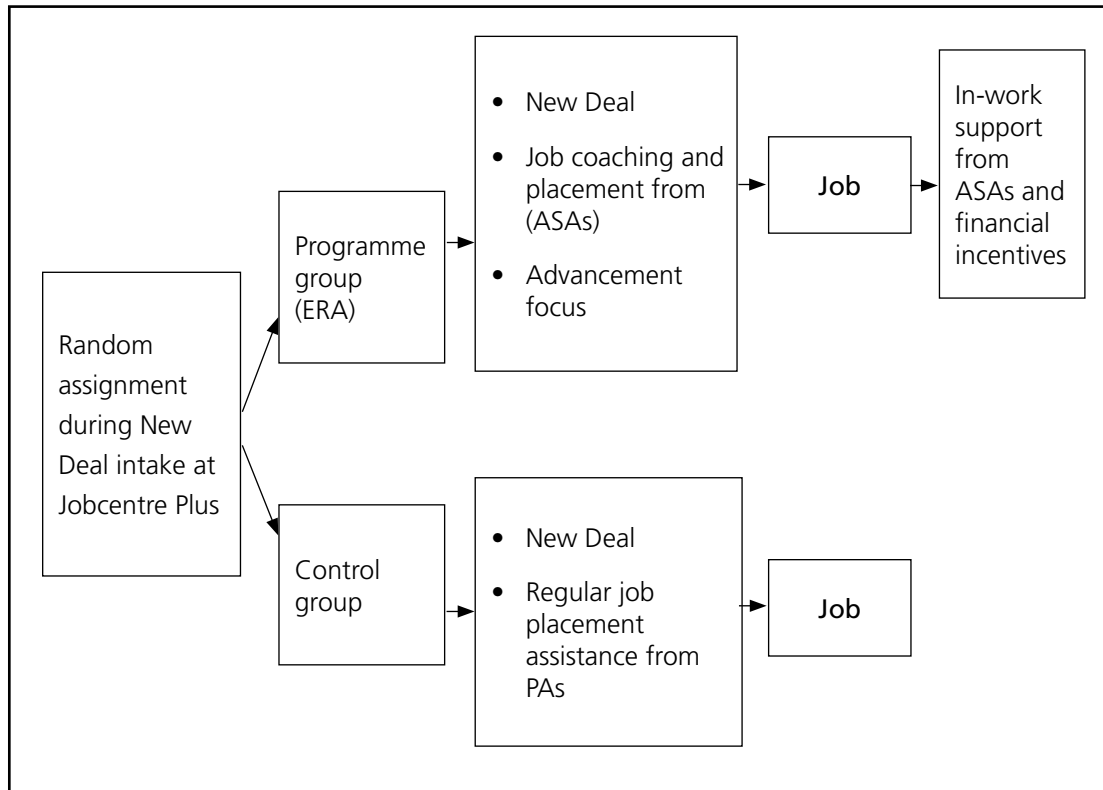 Random
assignment
during New
Deal intake at
Jobcentre Plus
Programme
group
(ERA)
• New Deal
• Job coaching and
placement from
(ASAs)
• Advancement
focus
Job
In-work
support
from
ASAs and
financial
incentives
Control
group
• New Deal
• Regular job
placement
assistance from
PAs
Job